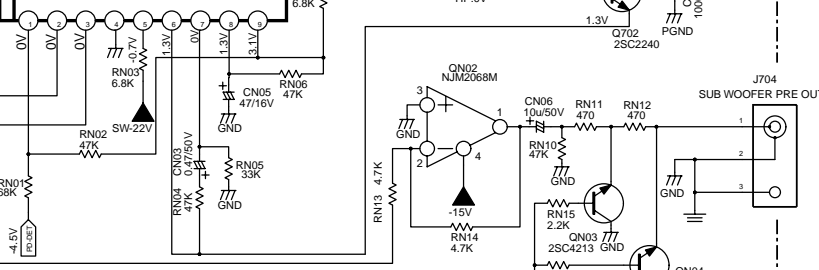 6.8K
1 2 3 4 5 6 7 8 9
0V 0V 0V -0.7V 1.3V 0V 1.3V 3.1V
1.3V
Q702
2SC2240
PGND
RN03
6.8K
SW-22V
CN05
47/16V
GND
RN06
47K
RN02
47K
CN03
0.47/50V
RN04
47K
RN05
33K
GND
RN01
68K
-4.5V
PD-DET
QN02
NJM2068M
3
GND
2
1
4
-15V
RN13 4.7K
RN14
4.7K
CN06
10u/50V
RN11
470
RN12
470
RN10
47K
GND
RN15
2.2K
QN03
2SC4213
GND
J704
SUB WOOFER PRE OUT
1
2
3
GND